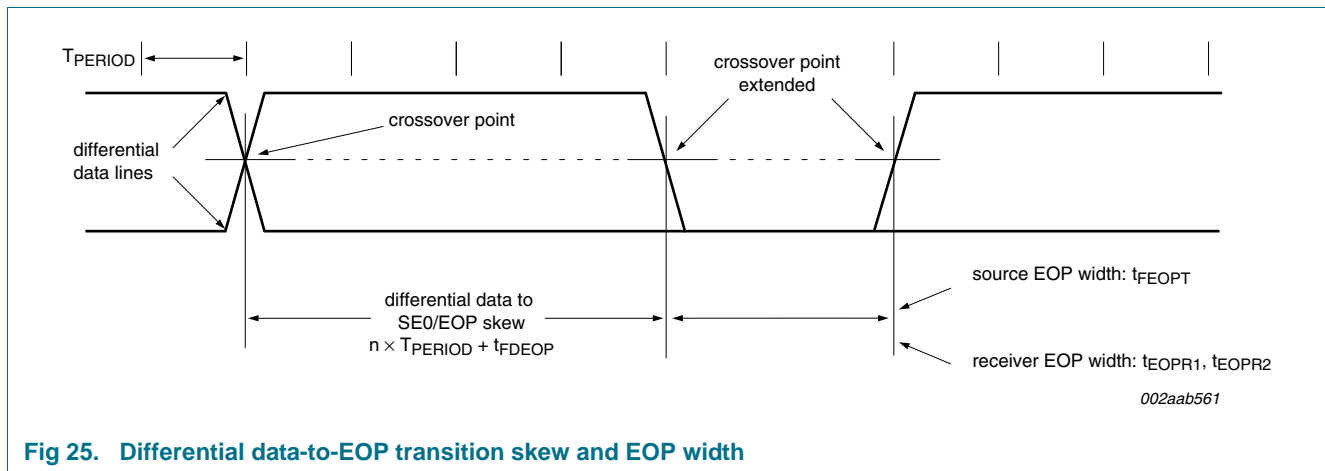 TPERIOD
crossover point
extended
crossover point
differential
data lines
differential data to
SE0/EOP skew
n × TPERIOD + tFDEOP
source EOP width: tFEOPT
receiver EOP width: tEOPR1, tEOPR2
002aab561
Fig 25. Differential data-to-EOP transition skew and EOP width